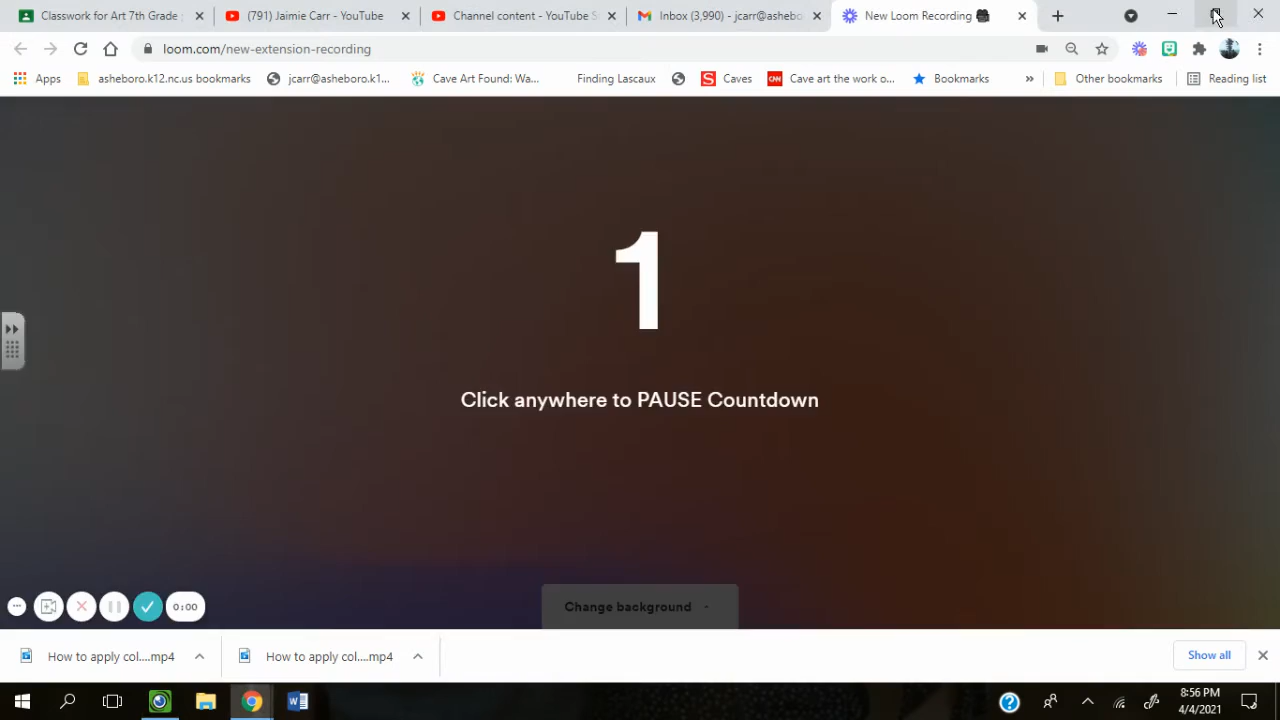 Classwork for Art 7th Grade
(791) Jaimie Carr - YouTube
Channel content - YouTube S
Inbox (3,990) - jcarr@ashebo
New Loom Recording
loom.com/new-extension-recording
Apps
asheboro.k12.nc.us bookmarks
jcarr@asheboro.k1...
Cave Art Found: Wa...
Finding Lascaux
Caves
CNN
Cave art the work o...
Bookmarks
»
Other bookmarks
Reading list
1
Click anywhere to PAUSE Countdown
0:00
Change background
How to apply col....mp4
How to apply col....mp4
Show all
8:56 PM
4/4/2021